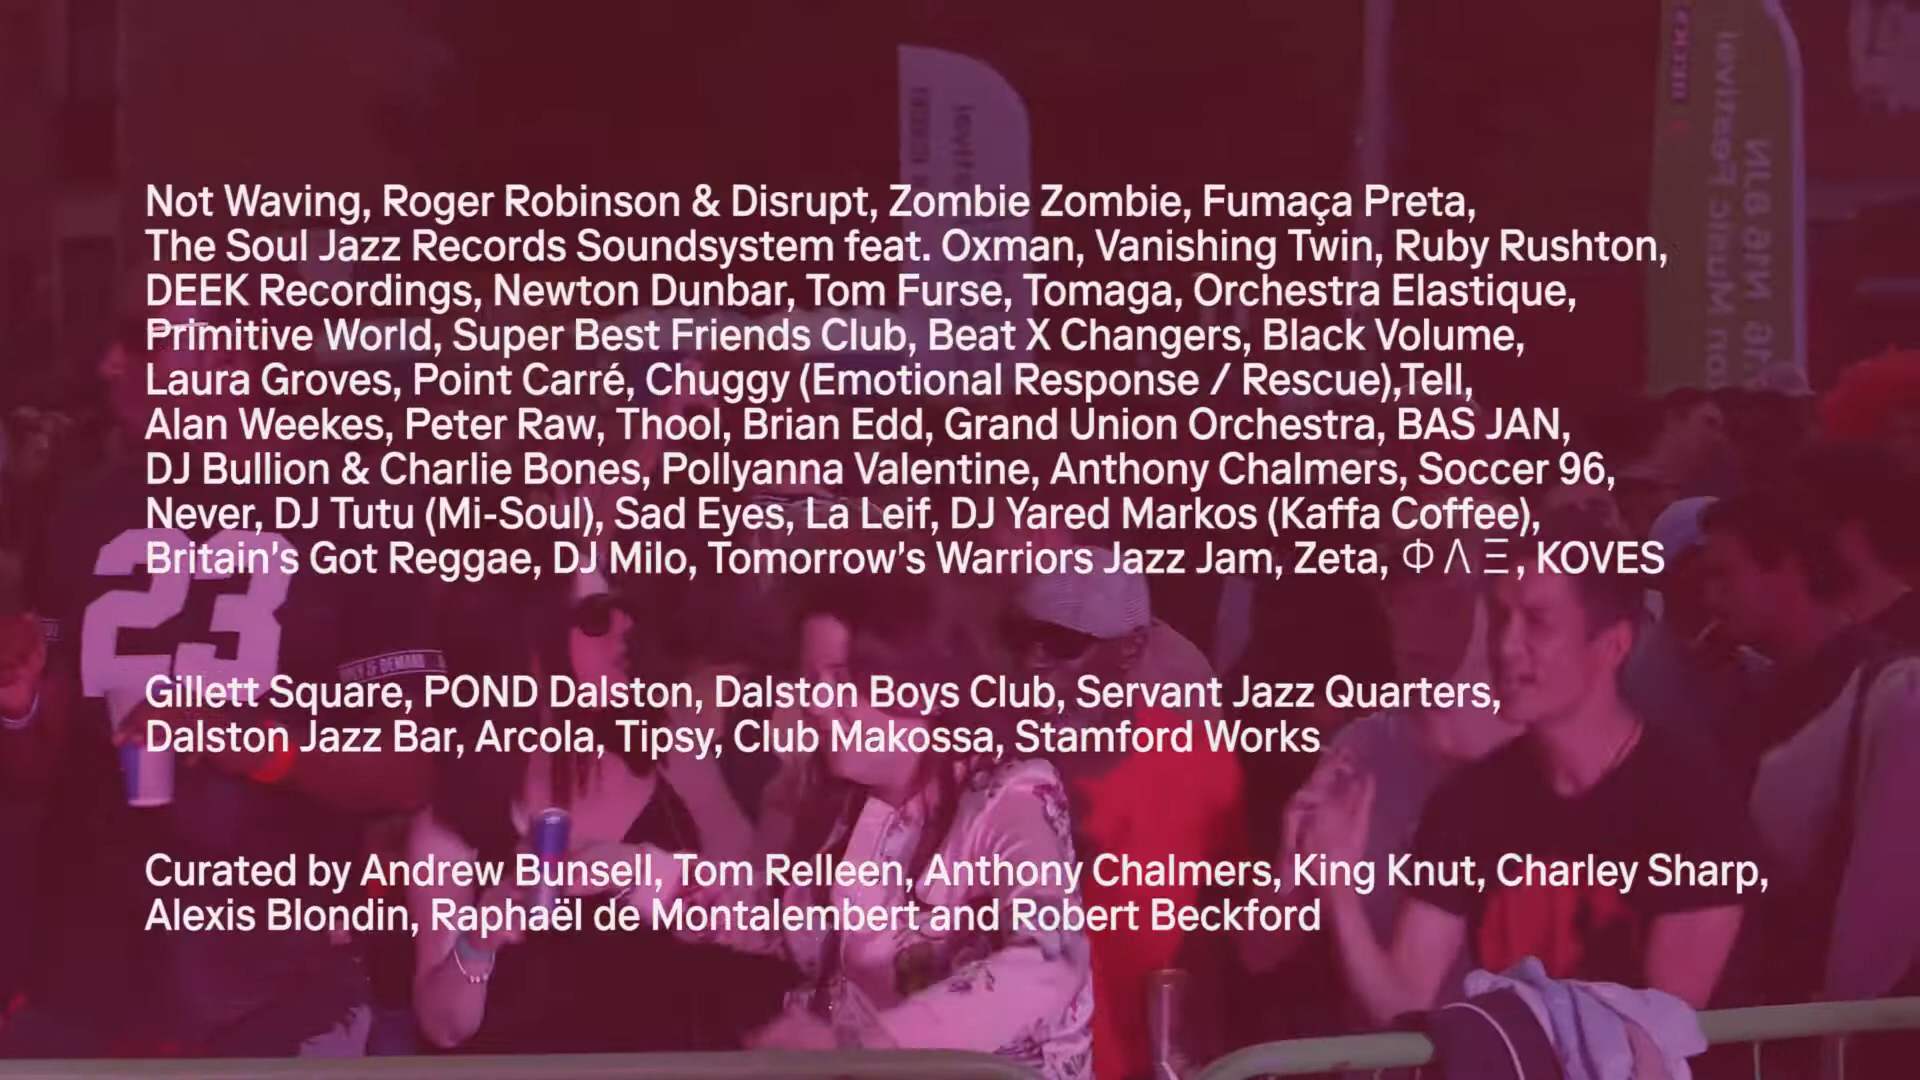 Not Waving, Roger Robinson & Disrupt, Zombie Zombie, Fumaça Preta,
The Soul Jazz Records Soundsystem feat. Oxman, Vanishing Twin, Ruby Rushton,
DEEK Recordings, Newton Dunbar, Tom Furse, Tomaga, Orchestra Elastique,
Primitive World, Super Best Friends Club, Beat X Changers, Black Volume,
Laura Groves, Point Carré, Chuggy (Emotional Response / Rescue),Tell,
Alan Weekes, Peter Raw, Thool, Brian Edd, Grand Union Orchestra, BAS JAN,
DJ Bullion & Charlie Bones, Pollyanna Valentine, Anthony Chalmers, Soccer 96,
Never, DJ Tutu (Mi-Soul), Sad Eyes, La Leif, DJ Yared Markos (Kaffa Coffee),
Britain's Got Reggae, DJ Milo, Tomorrow's Warriors Jazz Jam, Zeta, Φ Λ Ξ, KOVES
Gillett Square, POND Dalston, Dalston Boys Club, Servant Jazz Quarters,
Dalston Jazz Bar, Arcola, Tipsy, Club Makossa, Stamford Works
Curated by Andrew Bunsell, Tom Relleen, Anthony Chalmers, King Knut, Charley Sharp,
Alexis Blondin, Raphaël de Montalembert and Robert Beckford
23
Music Festival